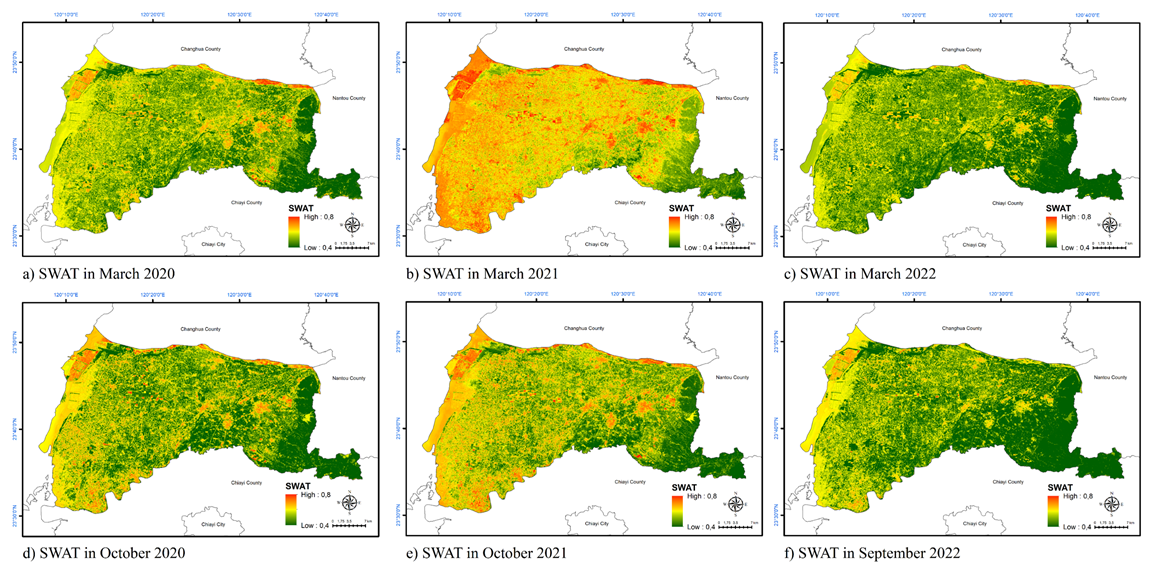 120°10'0"E 120°20'0"E 120°30'0"E 120°40'0"E
120°10'0"E 120°20'0"E 120°30'0"E 120°40'0"E
120°10'0"E 120°20'0"E 120°30'0"E 120°40'0"E
Changhua County
Changhua County
Changhua County
23°50'0"N
23°50'0"N
23°50'0"N
Nantou County
Nantou County
Nantou County
23°40'0"N
23°40'0"N
23°40'0"N
Chiayi County
Chiayi County
Chiayi County
SWAT
High : 0,8
Low : 0,4
N
W E
S
0 1,75 3,5 7 km
SWAT
High : 0,8
Low : 0,4
N
W E
S
0 1,75 3,5 7 km
SWAT
High : 0,8
Low : 0,4
N
W E
S
0 1,75 3,5 7 km
23°30'0"N
23°30'0"N
23°30'0"N
Chiayi City
Chiayi City
Chiayi City
a) SWAT in March 2020
b) SWAT in March 2021
c) SWAT in March 2022
120°10'0"E 120°20'0"E 120°30'0"E 120°40'0"E
120°10'0"E 120°20'0"E 120°30'0"E 120°40'0"E
120°10'0"E 120°20'0"E 120°30'0"E 120°40'0"E
Changhua County
Changhua County
Changhua County
23°50'0"N
23°50'0"N
23°50'0"N
Nantou County
Nantou County
Nantou County
23°40'0"N
23°40'0"N
23°40'0"N
Chiayi County
Chiayi County
Chiayi County
SWAT
High : 0,8
Low : 0,4
N
W E
S
0 1,75 3,5 7 km
SWAT
High : 0,8
Low : 0,4
N
W E
S
0 1,75 3,5 7 km
SWAT
High : 0,8
Low : 0,4
N
W E
S
0 1,75 3,5 7 km
23°30'0"N
23°30'0"N
23°30'0"N
Chiayi City
Chiayi City
Chiayi City
d) SWAT in October 2020
e) SWAT in October 2021
f) SWAT in September 2022